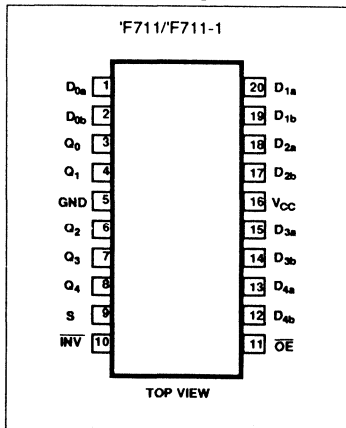 'F711/'F711-1
D0a 1 20 D1a
D0b 2 19 D1b
Q0 3 18 D2a
Q1 4 17 D2b
GND 5 16 VCC
Q2 6 15 D3a
Q3 7 14 D3b
Q4 8 13 D4a
S 9 12 D4b
I̅N̅V̅ 10 11 O̅E̅
TOP VIEW